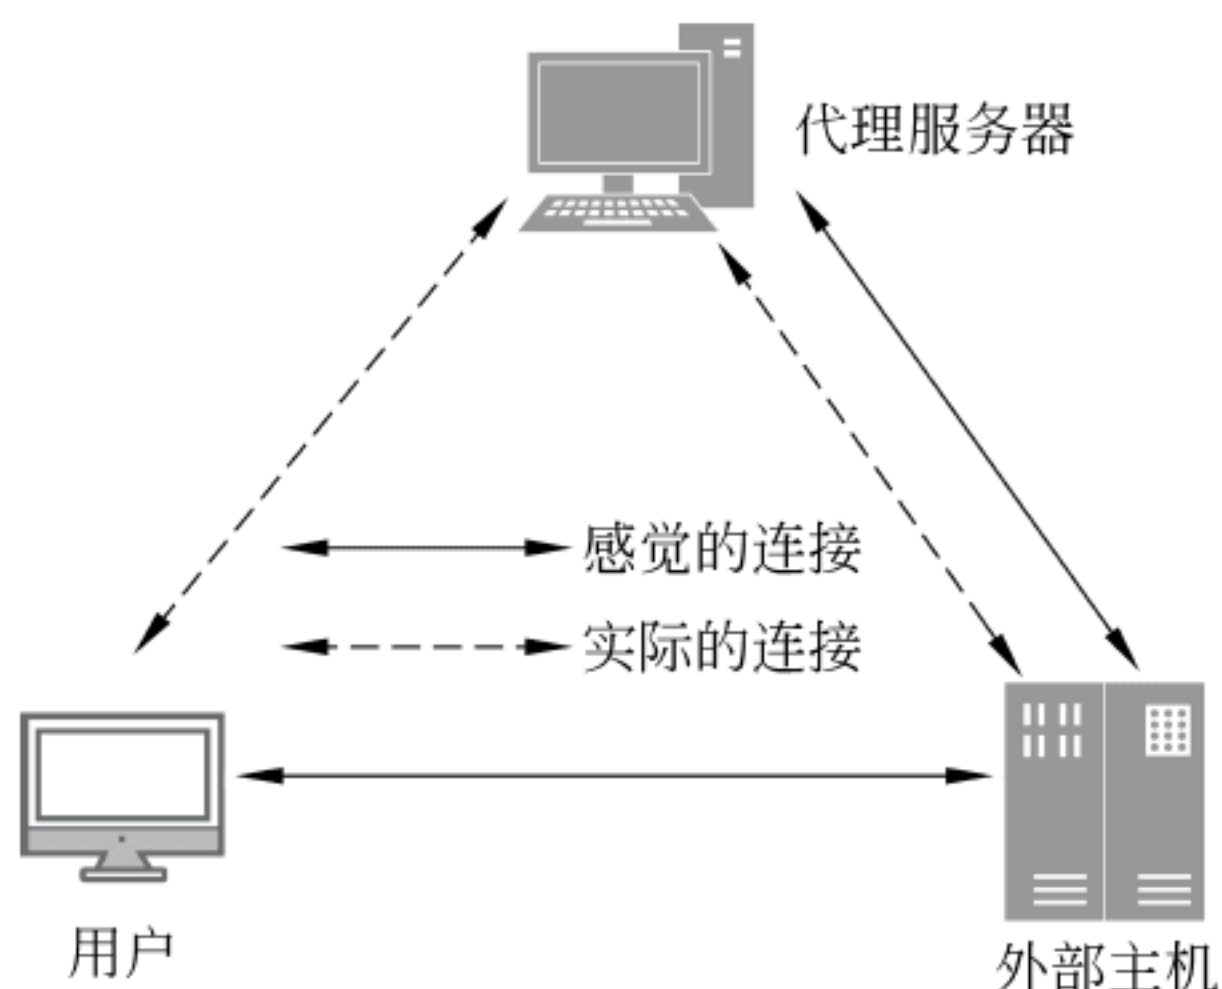 代理服务器
感觉的连接
实际的连接
用户
外部主机